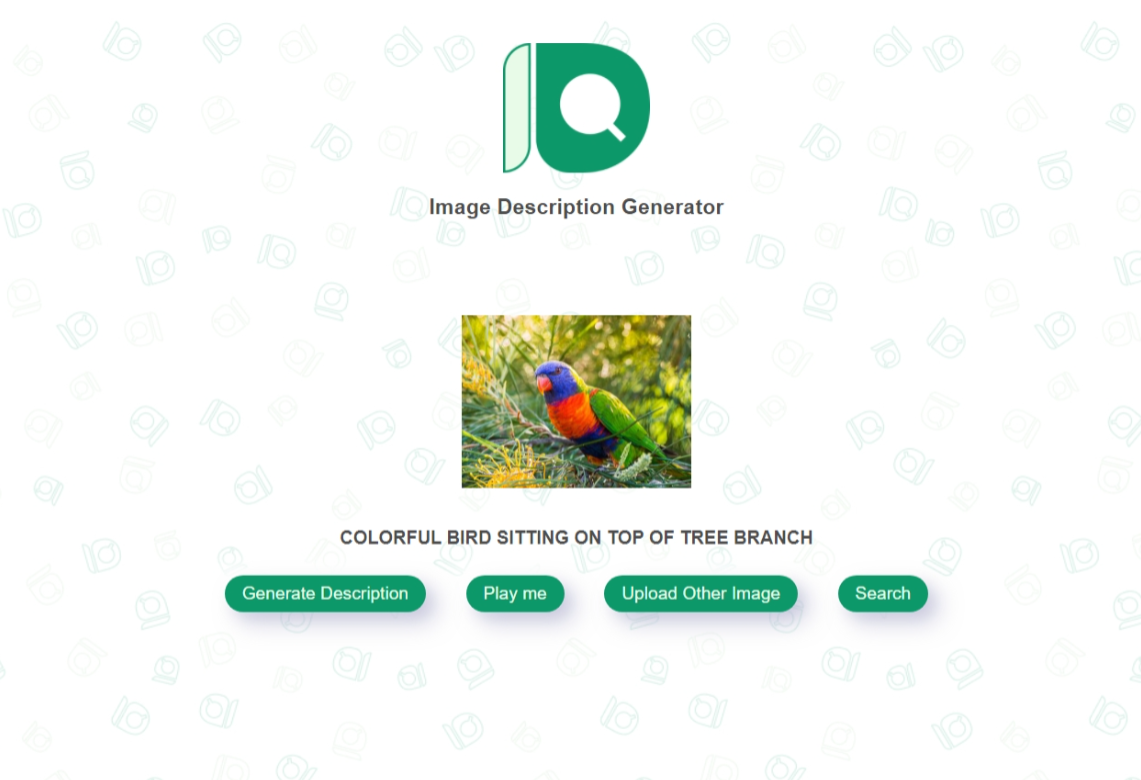 Image Description Generator
COLORFUL BIRD SITTING ON TOP OF TREE BRANCH
Generate Description
Play me
Upload Other Image
Search